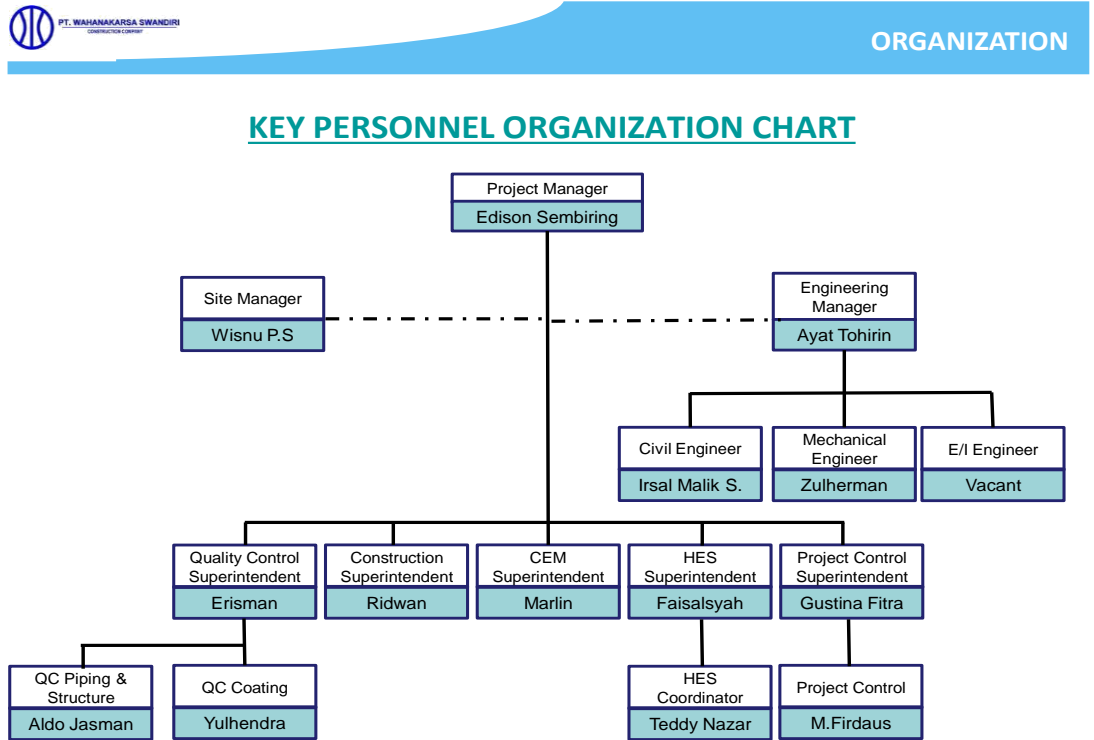 PT. WAHANAKARSA SWANDIRI
CONSTRUCTION COMPANY
ORGANIZATION
KEY PERSONNEL ORGANIZATION CHART
Project Manager
Edison Sembiring
Site Manager
Wisnu P.S
Engineering
Manager
Ayat Tohirin
Civil Engineer
Irsal Malik S.
Mechanical
Engineer
Zulherman
E/I Engineer
Vacant
Quality Control
Superintendent
Erisman
Construction
Superintendent
Ridwan
CEM
Superintendent
Marlin
HES
Superintendent
Faisalsyah
Project Control
Superintendent
Gustina Fitra
QC Piping &
Structure
Aldo Jasman
QC Coating
Yulhendra
HES
Coordinator
Teddy Nazar
Project Control
M.Firdaus